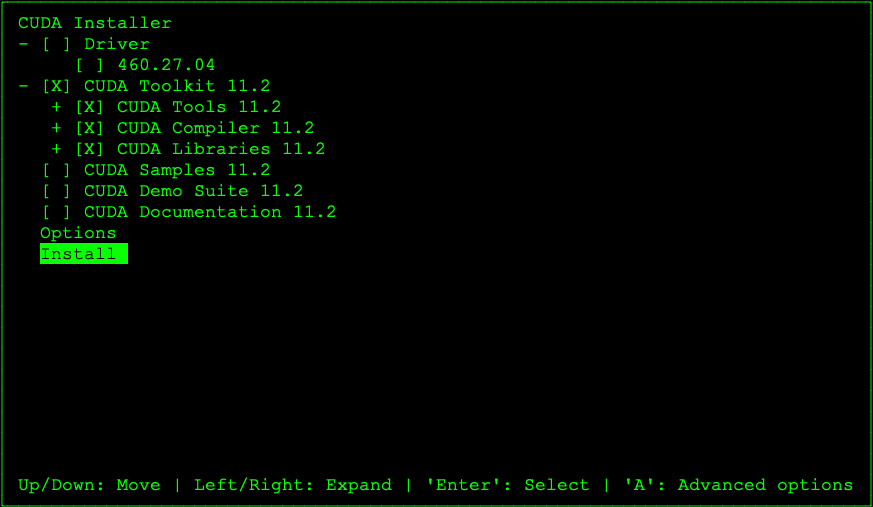 CUDA Installer
- [ ] Driver
[ ] 460.27.04
- [X] CUDA Toolkit 11.2
+ [X] CUDA Tools 11.2
+ [X] CUDA Compiler 11.2
+ [X] CUDA Libraries 11.2
[ ] CUDA Samples 11.2
[ ] CUDA Demo Suite 11.2
[ ] CUDA Documentation 11.2
Options
Install
Up/Down: Move | Left/Right: Expand | 'Enter': Select | 'A': Advanced options